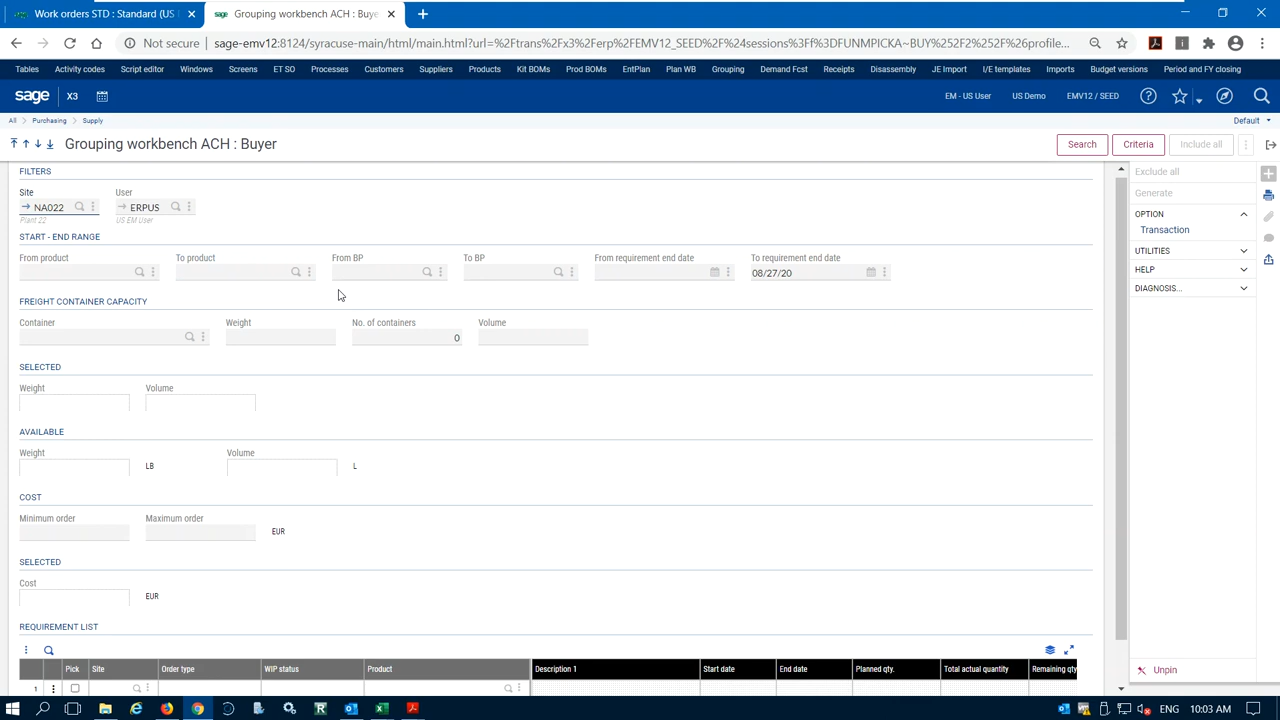 Work orders STD : Standard (US
Grouping workbench ACH : Buye
Not secure
sage-emv12:8124/syracuse-main/html/main.html?url=%2Ftrans%2Fx3%2Ferp%2FEMV12_SEED%2F%24sessions%3Ff%3DFUNMPICKA~BUY%252F2%252F%26profile...
Tables Activity codes Script editor Windows Screens ET SO Processes Customers Suppliers Products Kit BOMs Prod BOMs EntPlan Plan WB Grouping Demand Fcst Receipts Disassembly JE Import I/E templates Imports Budget versions Period and FY closing
sage X3
EM - US User US Demo EMV12 / SEED
All Purchasing Supply
Default
Grouping workbench ACH : Buyer
Search Criteria Include all
FILTERS
Exclude all
Site User
Generate
NA022 ERPUS
OPTION
Plant 22 US EM User
Transaction
START - END RANGE
UTILITIES
From product To product From BP To BP From requirement end date To requirement end date
HELP
08/27/20
DIAGNOSIS...
FREIGHT CONTAINER CAPACITY
Container Weight No. of containers Volume
0
SELECTED
Weight Volume
AVAILABLE
Weight Volume
LB L
COST
Minimum order Maximum order
EUR
SELECTED
Cost
EUR
REQUIREMENT LIST
Pick Site Order type WIP status Product Description 1 Start date End date Planned qty. Total actual quantity Remaining qty
Unpin
1
ENG 10:03 AM